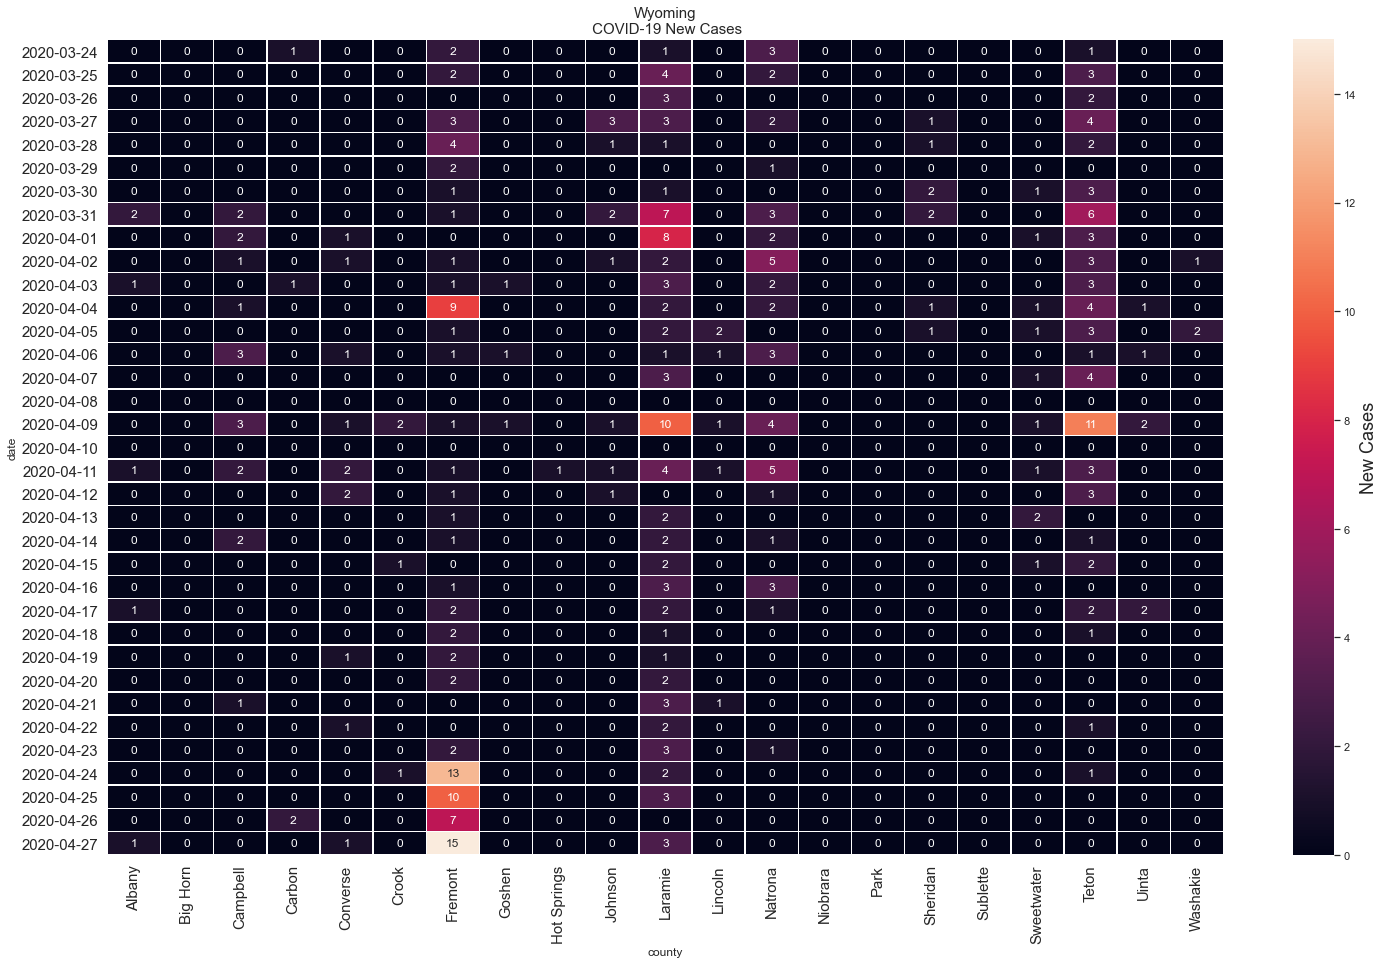 Wyoming
COVID-19 New Cases
2020-03-24 0 0 0 1 0 0 2 0 0 0 1 0 3 0 0 0 0 0 1 0 0
2020-03-25 0 0 0 0 0 0 2 0 0 0 4 0 2 0 0 0 0 0 3 0 0
2020-03-26 0 0 0 0 0 0 0 0 0 0 3 0 0 0 0 0 0 0 2 0 0
2020-03-27 0 0 0 0 0 0 3 0 0 3 3 0 2 0 0 1 0 0 4 0 0
2020-03-28 0 0 0 0 0 0 4 0 0 1 1 0 0 0 0 1 0 0 2 0 0
2020-03-29 0 0 0 0 0 0 2 0 0 0 0 0 1 0 0 0 0 0 0 0 0
2020-03-30 0 0 0 0 0 0 1 0 0 0 1 0 0 0 0 2 0 1 3 0 0
2020-03-31 2 0 2 0 0 0 1 0 0 2 7 0 3 0 0 2 0 0 6 0 0
2020-04-01 0 0 2 0 1 0 0 0 0 0 8 0 2 0 0 0 0 1 3 0 0
2020-04-02 0 0 1 0 1 0 1 0 0 1 2 0 5 0 0 0 0 0 3 0 1
2020-04-03 1 0 0 1 0 0 1 1 0 0 3 0 2 0 0 0 0 0 3 0 0
2020-04-04 0 0 1 0 0 0 9 0 0 0 2 0 2 0 0 1 0 1 4 1 0
2020-04-05 0 0 0 0 0 0 1 0 0 0 2 2 0 0 0 1 0 1 3 0 2
2020-04-06 0 0 3 0 1 0 1 1 0 0 1 1 3 0 0 0 0 0 1 1 0
2020-04-07 0 0 0 0 0 0 0 0 0 0 3 0 0 0 0 0 0 1 4 0 0
2020-04-08 0 0 0 0 0 0 0 0 0 0 0 0 0 0 0 0 0 0 0 0 0
2020-04-09 0 0 3 0 1 2 1 1 0 1 10 1 4 0 0 0 0 1 11 2 0
2020-04-10 0 0 0 0 0 0 0 0 0 0 0 0 0 0 0 0 0 0 0 0 0
2020-04-11 1 0 2 0 2 0 1 0 1 1 4 1 5 0 0 0 0 1 3 0 0
2020-04-12 0 0 0 0 2 0 1 0 0 1 0 0 1 0 0 0 0 0 3 0 0
2020-04-13 0 0 0 0 0 0 1 0 0 0 2 0 0 0 0 0 0 2 0 0 0
2020-04-14 0 0 2 0 0 0 1 0 0 0 2 0 1 0 0 0 0 0 1 0 0
2020-04-15 0 0 0 0 0 1 0 0 0 0 2 0 0 0 0 0 0 1 2 0 0
2020-04-16 0 0 0 0 0 0 1 0 0 0 3 0 3 0 0 0 0 0 0 0 0
2020-04-17 1 0 0 0 0 0 2 0 0 0 2 0 1 0 0 0 0 0 2 2 0
2020-04-18 0 0 0 0 0 0 2 0 0 0 1 0 0 0 0 0 0 0 1 0 0
2020-04-19 0 0 0 0 1 0 2 0 0 0 1 0 0 0 0 0 0 0 0 0 0
2020-04-20 0 0 0 0 0 0 2 0 0 0 2 0 0 0 0 0 0 0 0 0 0
2020-04-21 0 0 1 0 0 0 0 0 0 0 3 1 0 0 0 0 0 0 0 0 0
2020-04-22 0 0 0 0 1 0 0 0 0 0 2 0 0 0 0 0 0 0 1 0 0
2020-04-23 0 0 0 0 0 0 2 0 0 0 3 0 1 0 0 0 0 0 0 0 0
2020-04-24 0 0 0 0 0 1 13 0 0 0 2 0 0 0 0 0 0 0 1 0 0
2020-04-25 0 0 0 0 0 0 10 0 0 0 3 0 0 0 0 0 0 0 0 0 0
2020-04-26 0 0 0 2 0 0 7 0 0 0 0 0 0 0 0 0 0 0 0 0 0
2020-04-27 1 0 0 0 1 0 15 0 0 0 3 0 0 0 0 0 0 0 0 0 0
date
Albany Big Horn Campbell Carbon Converse Crook Fremont Goshen Hot Springs Johnson Laramie Lincoln Natrona Niobrara Park Sheridan Sublette Sweetwater Teton Uinta Washakie
county
14
12
10
8
6
4
2
0
New Cases